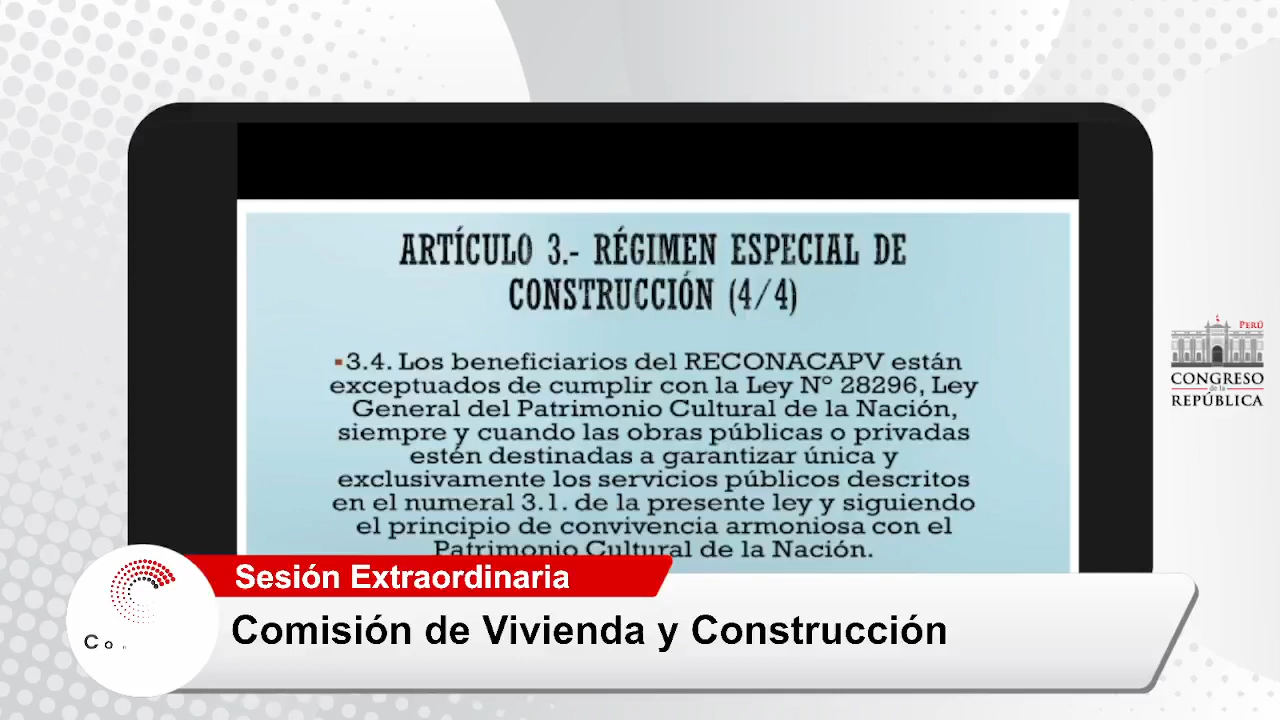 ARTÍCULO 3.- RÉGIMEN ESPECIAL DE
CONSTRUCCIÓN (4/4)
▪3.4. Los beneficiarios del RECONACAPV están
exceptuados de cumplir con la Ley N° 28296, Ley
General del Patrimonio Cultural de la Nación,
siempre y cuando las obras públicas o privadas
estén destinadas a garantizar única y
exclusivamente los servicios públicos descritos
en el numeral 3.1. de la presente ley y siguiendo
el principio de convivencia armoniosa con el
Patrimonio Cultural de la Nación.
PERÚ
CONGRESO
de la
REPÚBLICA
Sesión Extraordinaria
Comisión de Vivienda y Construcción
Co